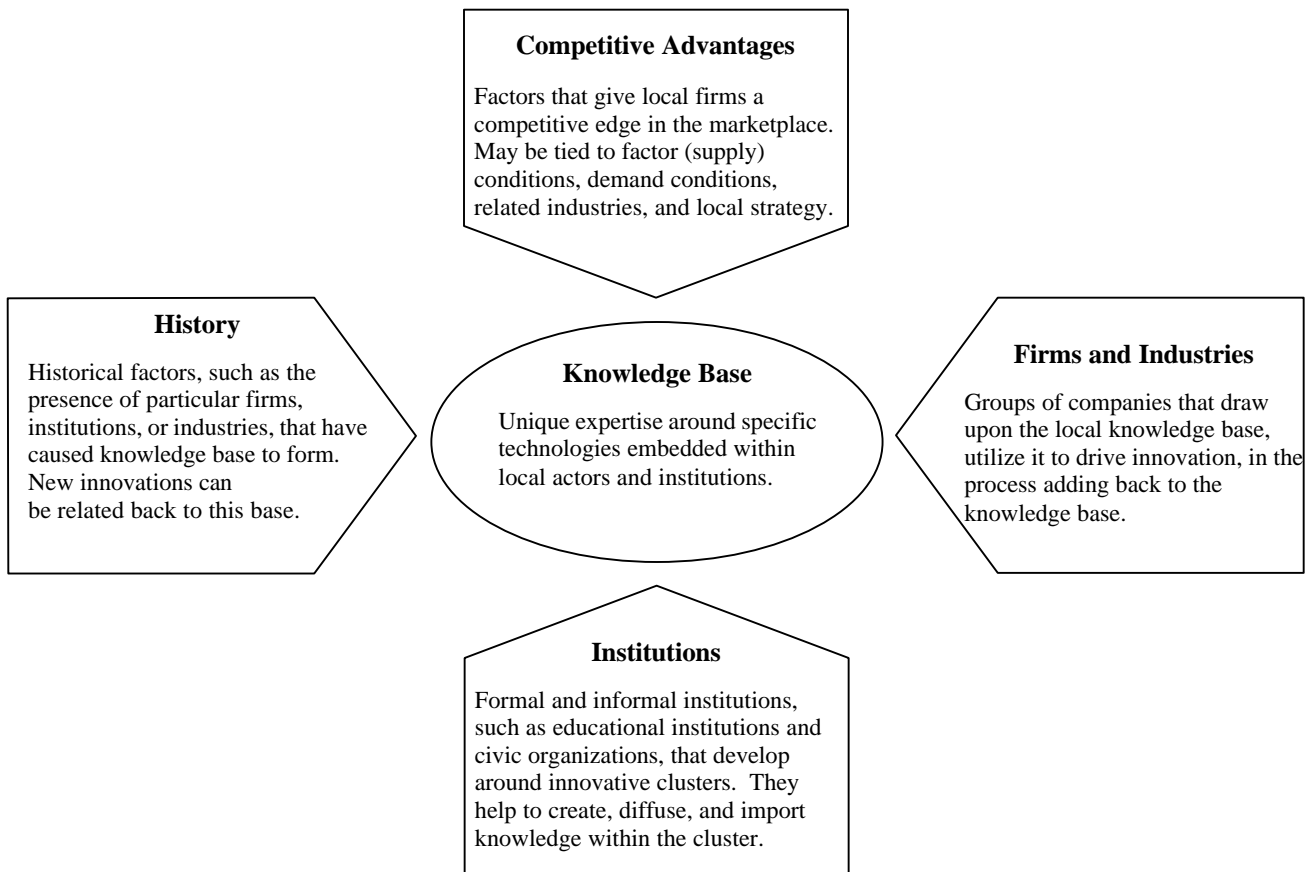 Competitive Advantages
Factors that give local firms a
competitive edge in the marketplace.
May be tied to factor (supply)
conditions, demand conditions,
related industries, and local strategy.
History
Historical factors, such as the
presence of particular firms,
institutions, or industries, that have
caused knowledge base to form.
New innovations can
be related back to this base.
Knowledge Base
Unique expertise around specific
technologies embedded within
local actors and institutions.
Firms and Industries
Groups of companies that draw
upon the local knowledge base,
utilize it to drive innovation, in the
process adding back to the
knowledge base.
Institutions
Formal and informal institutions,
such as educational institutions and
civic organizations, that develop
around innovative clusters.  They
help to create, diffuse, and import
knowledge within the cluster.